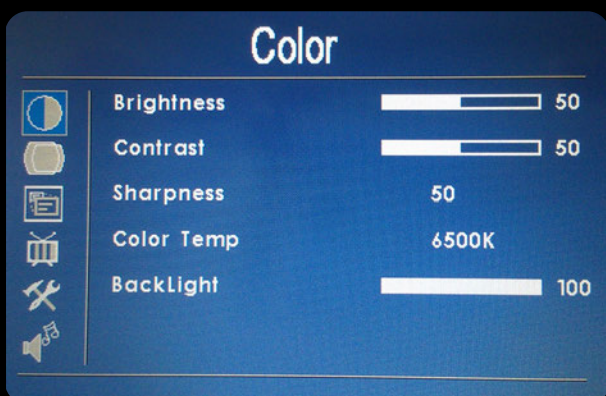 Color
Brightness 50
Contrast 50
Sharpness 50
Color Temp 6500K
BackLight 100